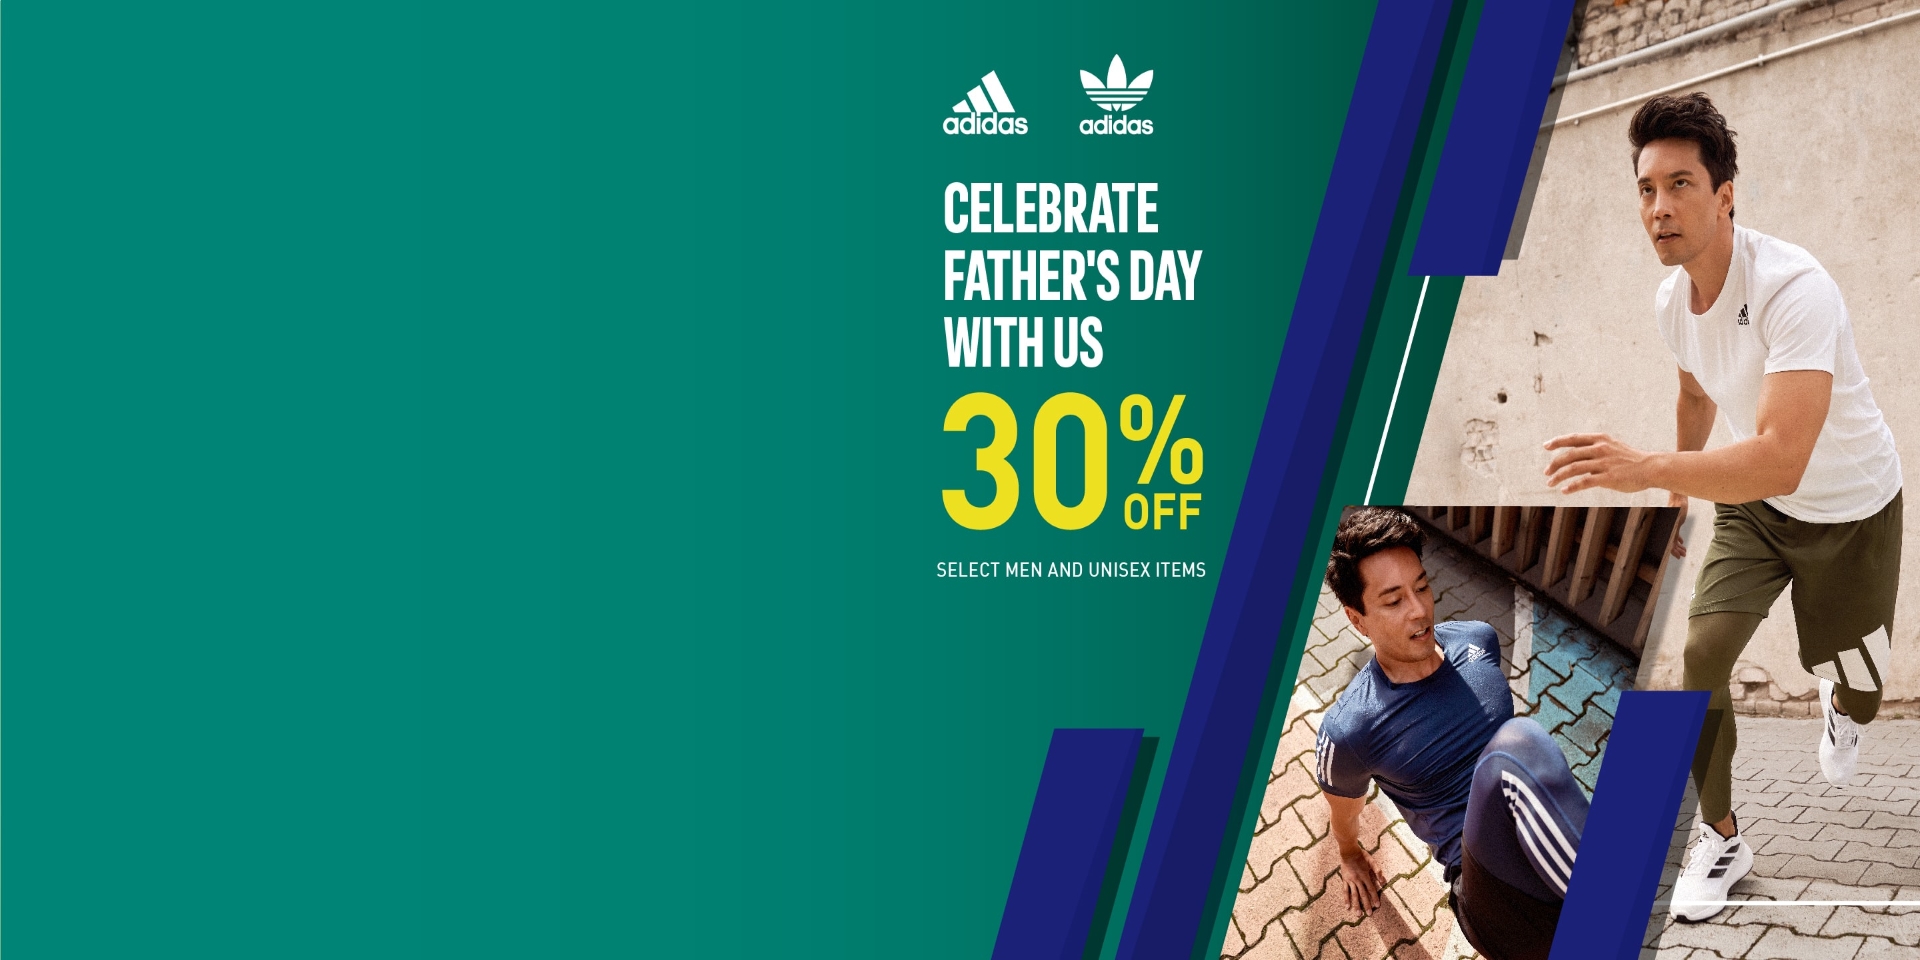 adidas adidas
CELEBRATE
FATHER'S DAY
WITH US
30%
OFF
SELECT MEN AND UNISEX ITEMS